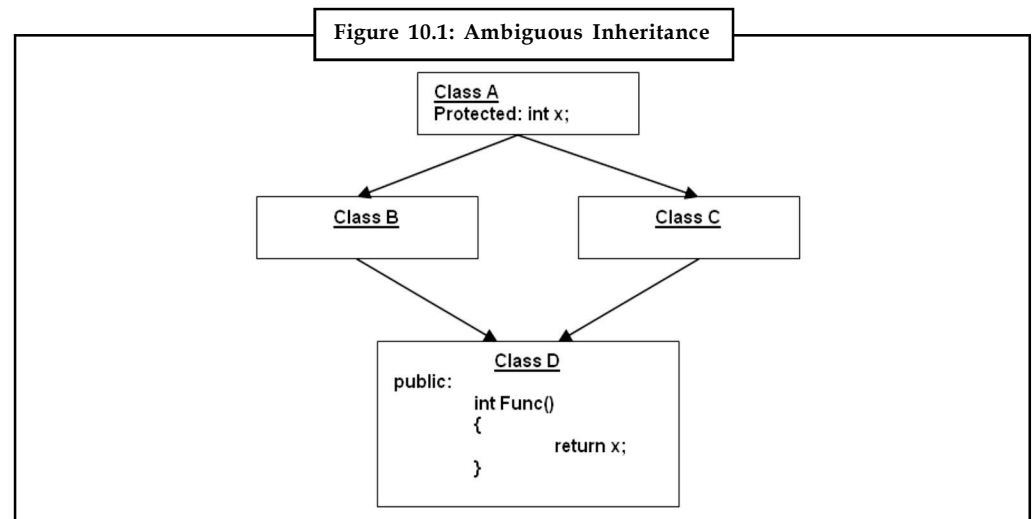 Figure 10.1: Ambiguous Inheritance
Class A
Protected: int x;
Class B
Class C
Class D
public:
int Func()
{
return x;
}